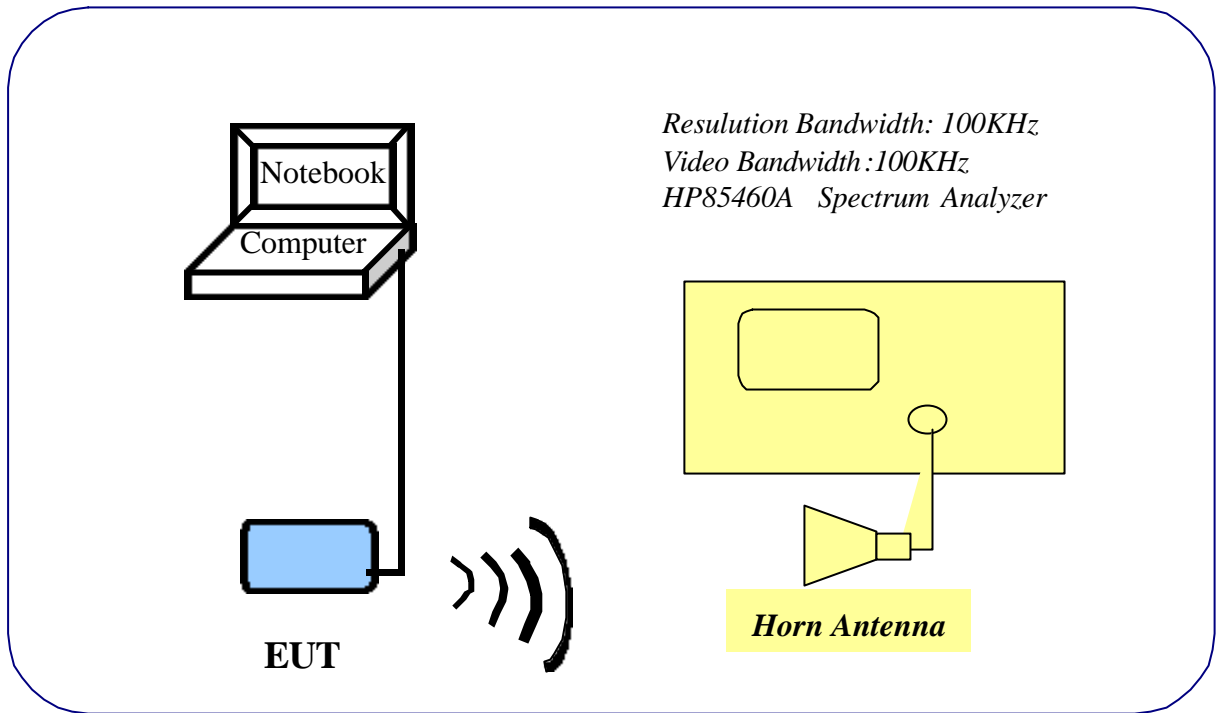 Notebook
Computer
Resulution Bandwidth: 100KHz
Video Bandwidth :100KHz
HP85460A Spectrum Analyzer
EUT
Horn Antenna